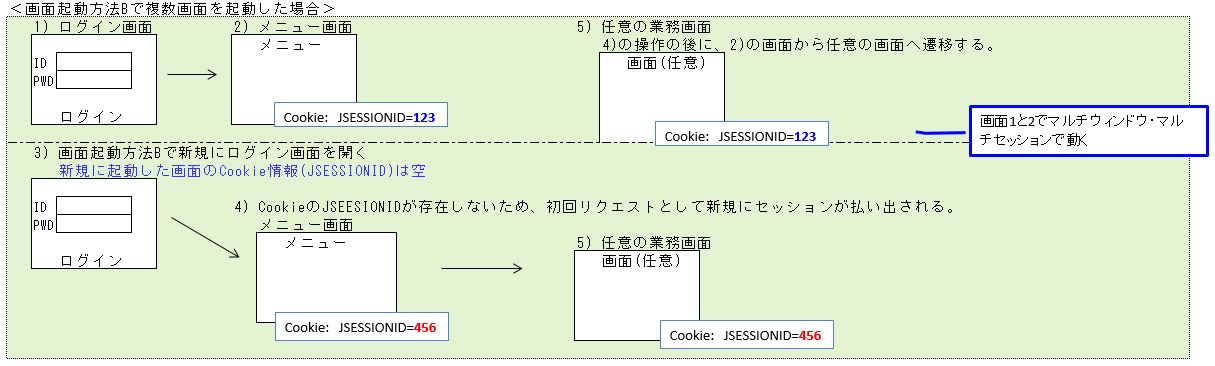 ＜画面起動方法Bで複数画面を起動した場合＞
1) ログイン画面
ID
PWD
ログイン
2) メニュー画面
メニュー
Cookie: JSESSIONID=123
5) 任意の業務画面
4)の操作の後に、2)の画面から任意の画面へ遷移する。
画面(任意)
Cookie: JSESSIONID=123
画面1と2でマルチウィンドウ・マル
チセッションで動く
3) 画面起動方法Bで新規にログイン画面を開く
新規に起動した画面のCookie情報(JSESSIONID)は空
ID
PWD
ログイン
4) CookieのJSEESIONIDが存在しないため、初回リクエストとして新規にセッションが払い出される。
メニュー画面
メニュー
Cookie: JSESSIONID=456
5) 任意の業務画面
画面(任意)
Cookie: JSESSIONID=456